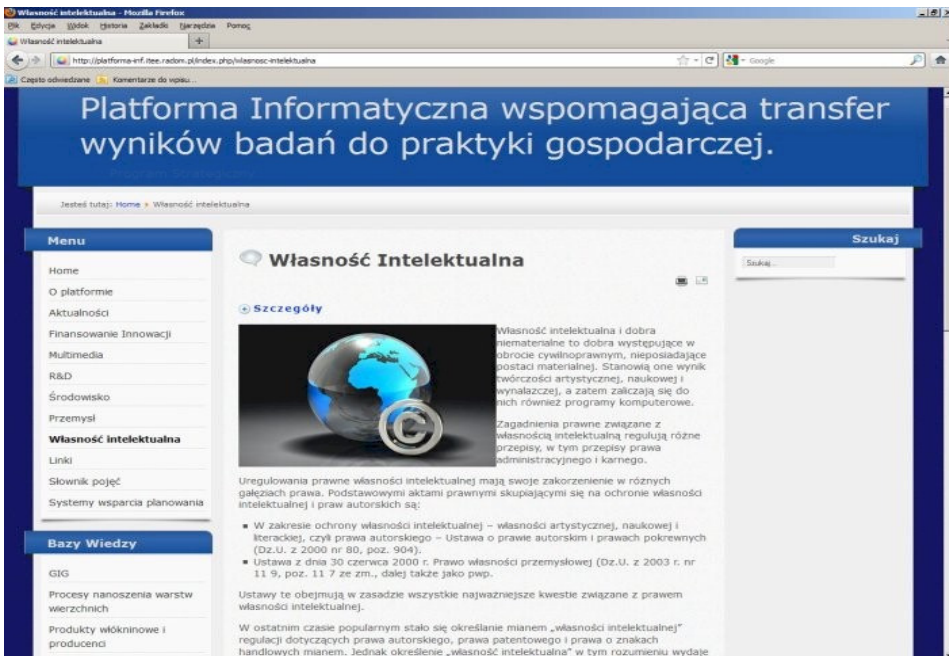 Własność intelektualna - Mozilla Firefox
Plik Edycja Widok Historia Zakładki Narzędzia Pomoc
Własność intelektualna
http://platforma-inf.itee.radom.pl/index.php/wlasnosc-intelektualna
Google
Często odwiedzane Komentarze do wpisu...
Platforma Informatyczna wspomagająca transfer
wyników badań do praktyki gospodarczej.
Jesteś tutaj: Home Własność intelektualna
Menu
Home
O platformie
Aktualności
Finansowanie Innowacji
Multimedia
R&D
Środowisko
Przemysł
Własność intelektualna
Linki
Słownik pojęć
Systemy wsparcia planowania
Bazy Wiedzy
GIG
Procesy nanoszenia warstw
wierzchnich
Produkty włókninowe i
producenci
Własność Intelektualna
Szczegóły
©
Własność intelektualna i dobra
niematerialne to dobra występujące w
obrocie cywilnoprawnym, nieposiadające
postaci materialnej. Stanowią one wynik
twórczości artystycznej, naukowej i
wynalazczej, a zatem zaliczają się do
nich również programy komputerowe.
Zagadnienia prawne związane z
własnością intelektualną regulują różne
przepisy, w tym przepisy prawa
administracyjnego i karnego.
Uregulowania prawne własności intelektualnej mają swoje zakorzenienie w różnych
gałęziach prawa. Podstawowymi aktami prawnymi skupiającymi się na ochronie własności
intelektualnej i praw autorskich są:
W zakresie ochrony własności intelektualnej – własności artystycznej, naukowej i
literackiej, czyli prawa autorskiego – Ustawa o prawie autorskim i prawach pokrewnych
(Dz.U. z 2000 nr 80, poz. 904).
Ustawa z dnia 30 czerwca 2000 r. Prawo własności przemysłowej (Dz.U. z 2003 r. nr
11 9, poz. 11 7 ze zm., dalej także jako pwp.
Ustawy te obejmują w zasadzie wszystkie najważniejsze kwestie związane z prawem
własności intelektualnej.
W ostatnim czasie popularnym stało się określanie mianem „własności intelektualnej”
regulacji dotyczących prawa autorskiego, prawa patentowego i prawa o znakach
handlowych mianem. Jednak określenie „własność intelektualna” w tym rozumieniu wydaje
Szukaj
Szukaj...